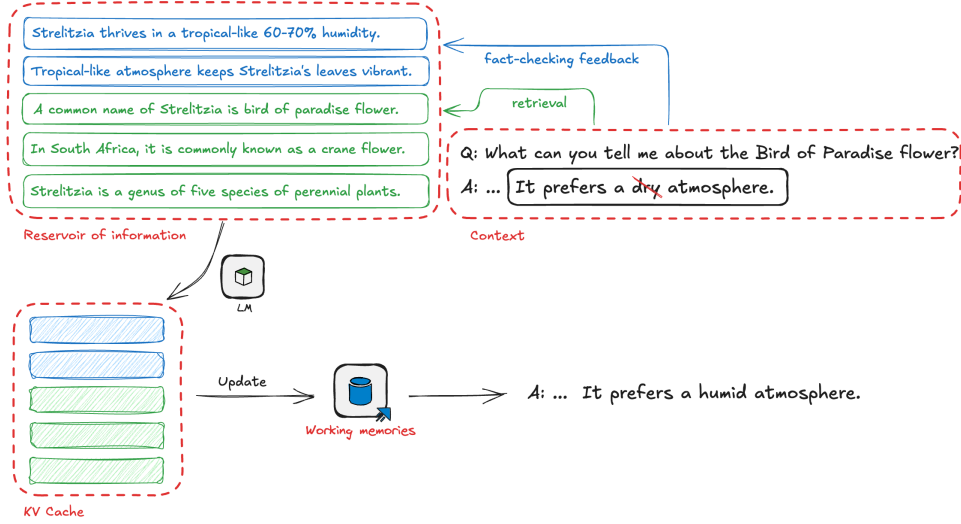 Strelitzia thrives in a tropical-like 60-70% humidity.
Tropical-like atmosphere keeps Strelitzia's leaves vibrant.
A common name of Strelitzia is bird of paradise flower.
In South Africa, it is commonly known as a crane flower.
Strelitzia is a genus of five species of perennial plants.
Reservoir of information
fact-checking feedback
retrieval
Q: What can you tell me about the Bird of Paradise flower?
A: ... It prefers a dry atmosphere.
Context
LM
KV Cache
Update
Working memories
A: ... It prefers a humid atmosphere.